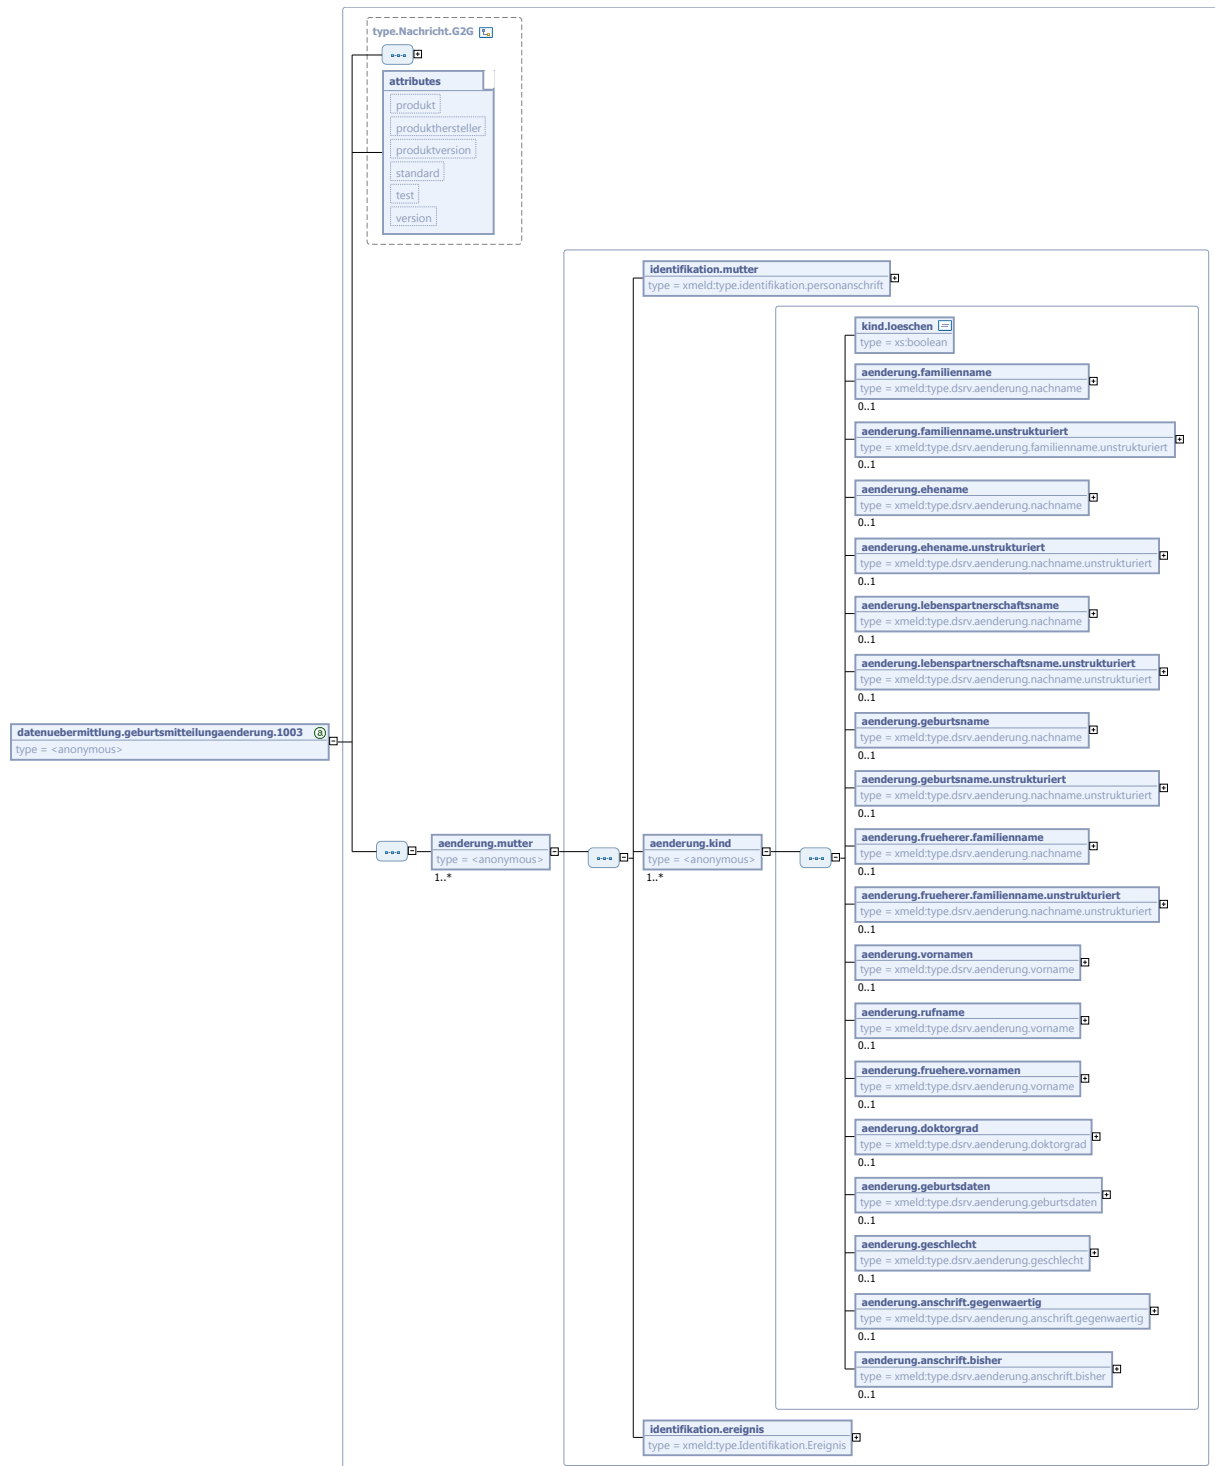 type.Nachricht.G2G
attributes
produkt
produkthersteller
produktversion
standard
test
version
identifikation.mutter
type = xmeld:type.identifikation.personanschrift
kind.loeschen
type = xs:boolean
aenderung.familienname
type = xmeld:type.dsrv.aenderung.nachname
0..1
aenderung.familienname.unstrukturiert
type = xmeld:type.dsrv.aenderung.familienname.unstrukturiert
0..1
aenderung.ehename
type = xmeld:type.dsrv.aenderung.nachname
0..1
aenderung.ehename.unstrukturiert
type = xmeld:type.dsrv.aenderung.nachname.unstrukturiert
0..1
aenderung.lebenspartnerschaftsname
type = xmeld:type.dsrv.aenderung.nachname
0..1
aenderung.lebenspartnerschaftsname.unstrukturiert
type = xmeld:type.dsrv.aenderung.nachname.unstrukturiert
0..1
aenderung.geburtsname
type = xmeld:type.dsrv.aenderung.nachname
0..1
datenuebermittlung.geburtsmitteilungaenderung.1003 a
type = <anonymous>
aenderung.geburtsname.unstrukturiert
type = xmeld:type.dsrv.aenderung.nachname.unstrukturiert
0..1
aenderung.mutter
type = <anonymous>
1..*
aenderung.kind
type = <anonymous>
1..*
aenderung.frueherer.familienname
type = xmeld:type.dsrv.aenderung.nachname
0..1
aenderung.frueherer.familienname.unstrukturiert
type = xmeld:type.dsrv.aenderung.nachname.unstrukturiert
0..1
aenderung.vornamen
type = xmeld:type.dsrv.aenderung.vorname
0..1
aenderung.rufname
type = xmeld:type.dsrv.aenderung.vorname
0..1
aenderung.fruehere.vornamen
type = xmeld:type.dsrv.aenderung.vorname
0..1
aenderung.doktorgrad
type = xmeld:type.dsrv.aenderung.doktorgrad
0..1
aenderung.geburtsdaten
type = xmeld:type.dsrv.aenderung.geburtsdaten
0..1
aenderung.geschlecht
type = xmeld:type.dsrv.aenderung.geschlecht
0..1
aenderung.anschrift.gegenwaertig
type = xmeld:type.dsrv.aenderung.anschrift.gegenwaertig
0..1
aenderung.anschrift.bisher
type = xmeld:type.dsrv.aenderung.anschrift.bisher
0..1
identifikation.ereignis
type = xmeld:type.Identifikation.Ereignis